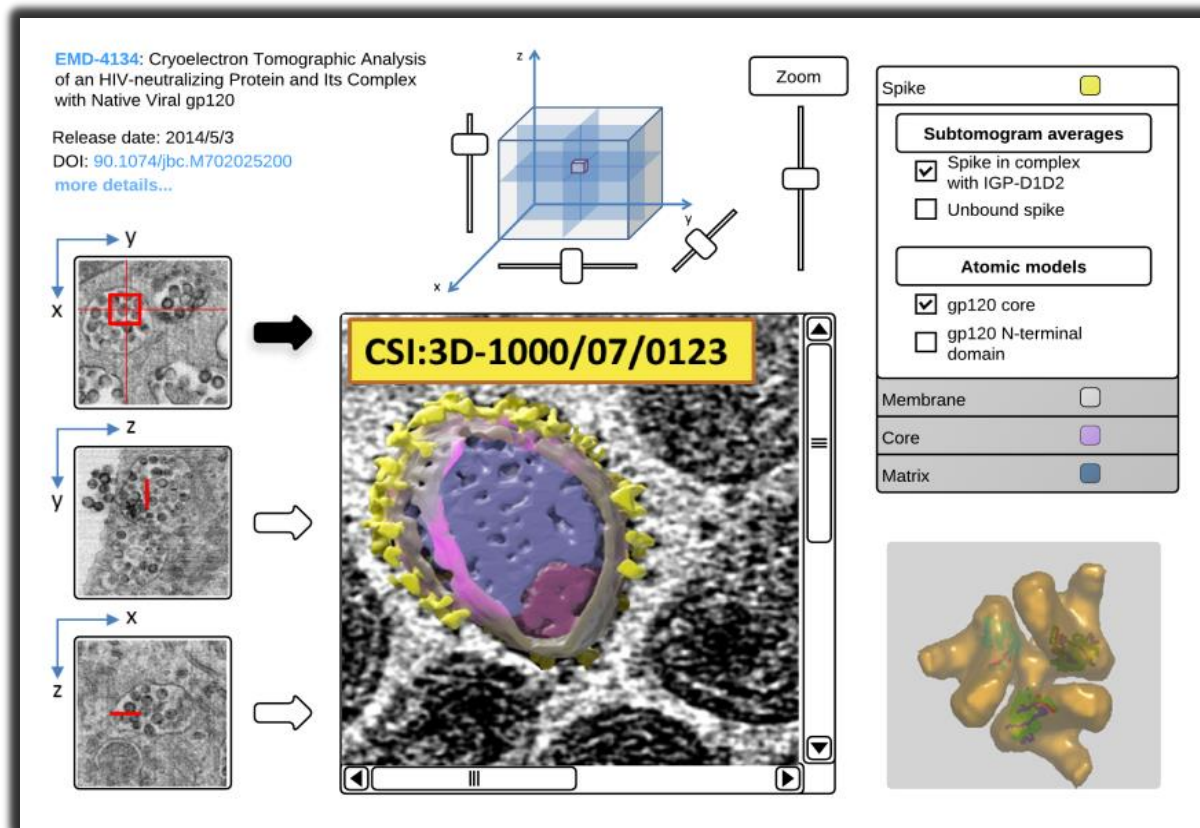 EMD-4134: Cryoelectron Tomographic Analysis
of an HIV-neutralizing Protein and Its Complex
with Native Viral gp120
Release date: 2014/5/3
DOI: 90.1074/jbc.M702025200
more details...
z
y
x
Zoom
Spike
Subtomogram averages
Spike in complex
with IGP-D1D2
Unbound spike
Atomic models
gp120 core
gp120 N-terminal
domain
Membrane
Core
Matrix
y
x
z
y
x
z
CSI:3D-1000/07/0123